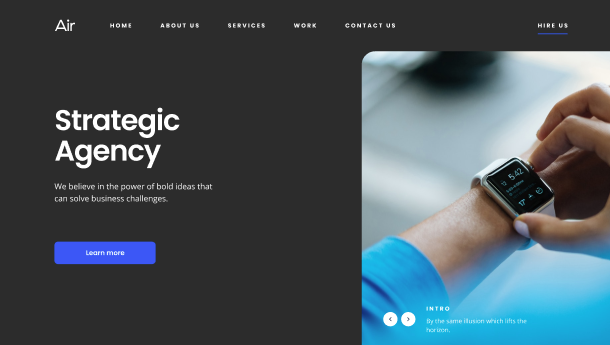 Air
HOME
ABOUT US
SERVICES
WORK
CONTACT US
HIRE US
Strategic
Agency
We believe in the power of bold ideas that
can solve business challenges.
Learn more
5:42
INTRO
By the same illusion which lifts the
horizon.